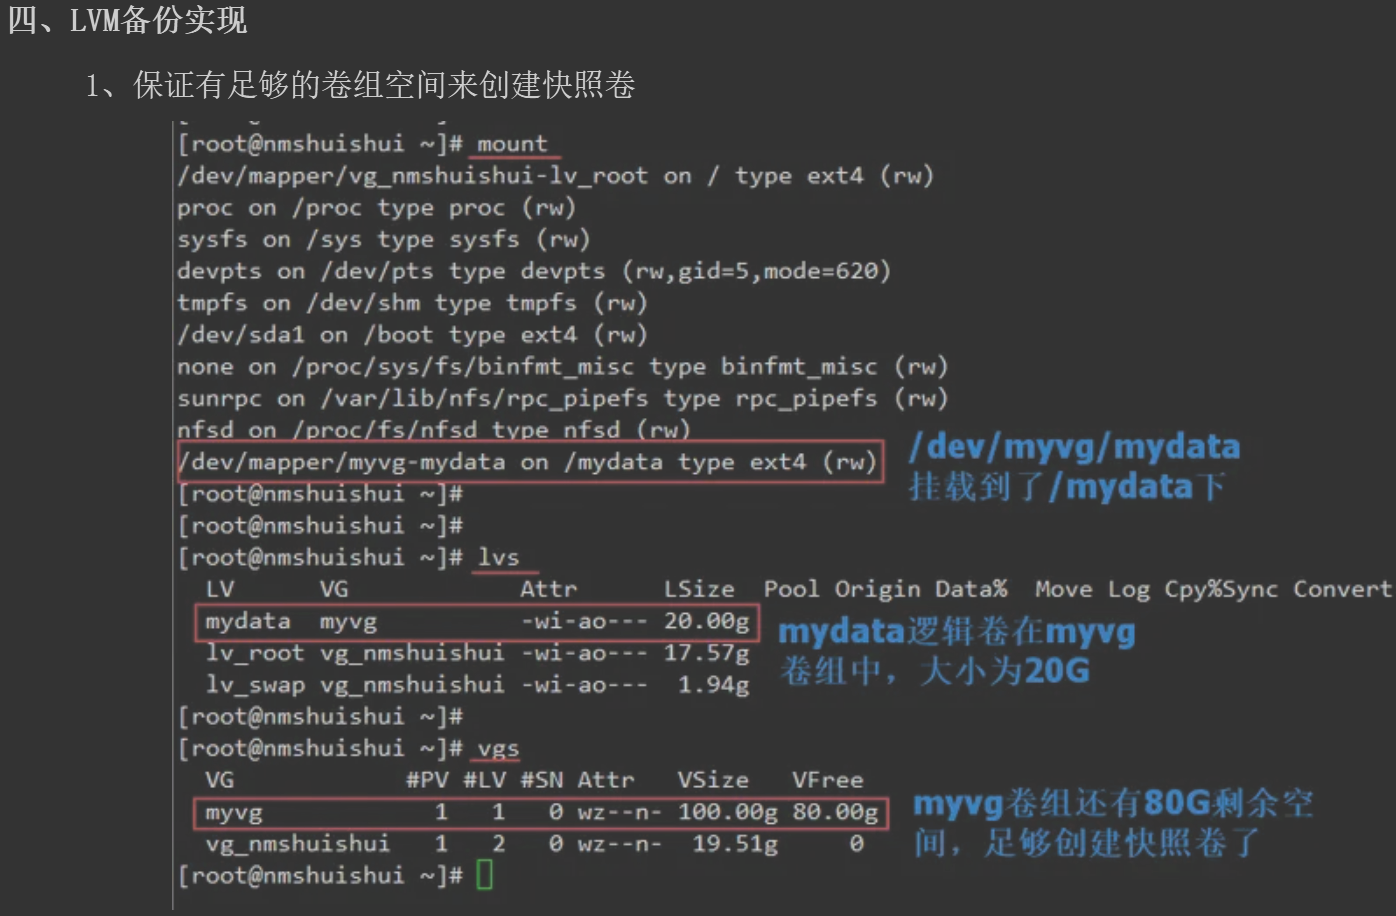 四、LVM备份实现
1、保证有足够的卷组空间来创建快照卷
[root@nmshuishui ~]# mount
/dev/mapper/vg_nmshuishui-lv_root on / type ext4 (rw)
proc on /proc type proc (rw)
sysfs on /sys type sysfs (rw)
devpts on /dev/pts type devpts (rw,gid=5,mode=620)
tmpfs on /dev/shm type tmpfs (rw)
/dev/sda1 on /boot type ext4 (rw)
none on /proc/sys/fs/binfmt_misc type binfmt_misc (rw)
sunrpc on /var/lib/nfs/rpc_pipefs type rpc_pipefs (rw)
nfsd on /proc/fs/nfsd type nfsd (rw)
/dev/mapper/myvg-mydata on /mydata type ext4 (rw)
/dev/myvg/mydata
挂载到了/mydata下
[root@nmshuishui ~]#
[root@nmshuishui ~]#
[root@nmshuishui ~]# lvs
LV VG Attr LSize Pool Origin Data% Move Log Cpy%Sync Convert
mydata myvg -wi-ao--- 20.00g
lv_root vg_nmshuishui -wi-ao--- 17.57g
lv_swap vg_nmshuishui -wi-ao--- 1.94g
mydata逻辑卷在myvg
卷组中，大小为20G
[root@nmshuishui ~]#
[root@nmshuishui ~]# vgs
VG #PV #LV #SN Attr VSize VFree
myvg 1 1 0 wz--n- 100.00g 80.00g
vg_nmshuishui 1 2 0 wz--n- 19.51g 0
myvg卷组还有80G剩余空
间，足够创建快照卷了
[root@nmshuishui ~]#